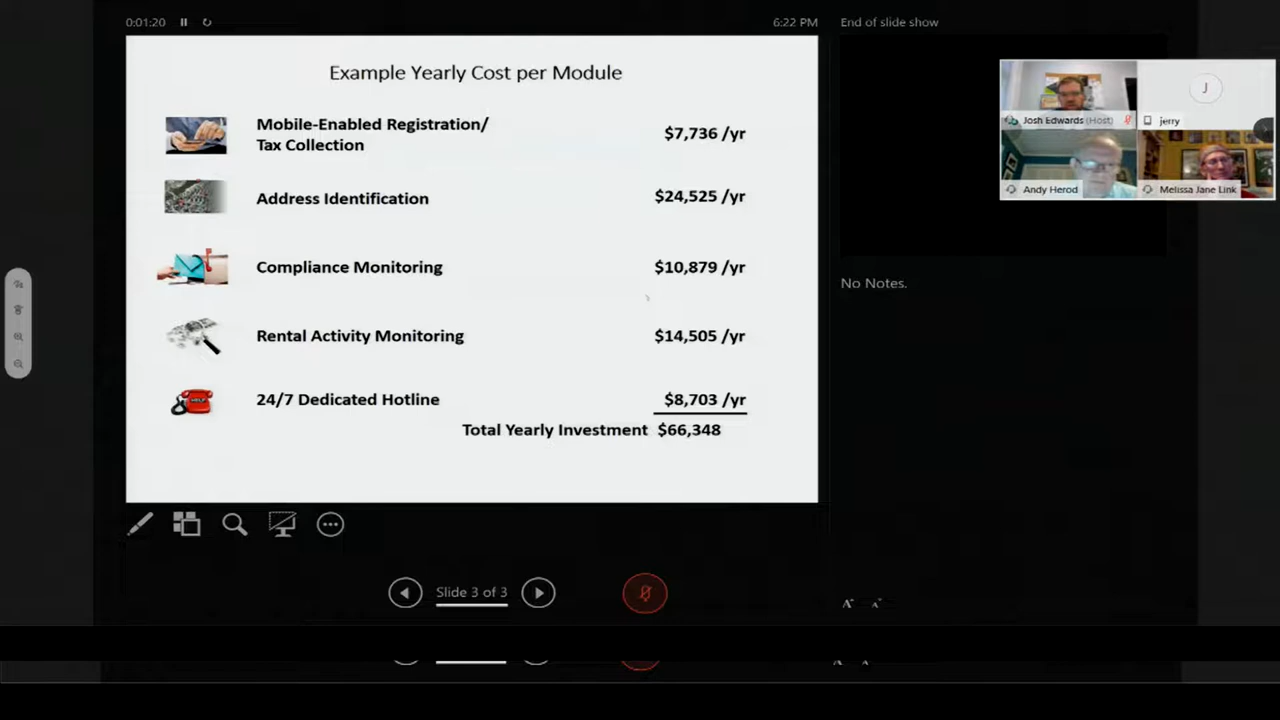 0:01:20
6:22 PM
End of slide show
Example Yearly Cost per Module
Mobile-Enabled Registration/
Tax Collection
$7,736 /yr
Address Identification
$24,525 /yr
Compliance Monitoring
$10,879 /yr
Rental Activity Monitoring
$14,505 /yr
HELP
24/7 Dedicated Hotline
$8,703 /yr
Total Yearly Investment $66,348
Slide 3 of 3
J
Josh Edwards (Host)
jerry
Andy Herod
Melissa Jane Link
No Notes.
A A